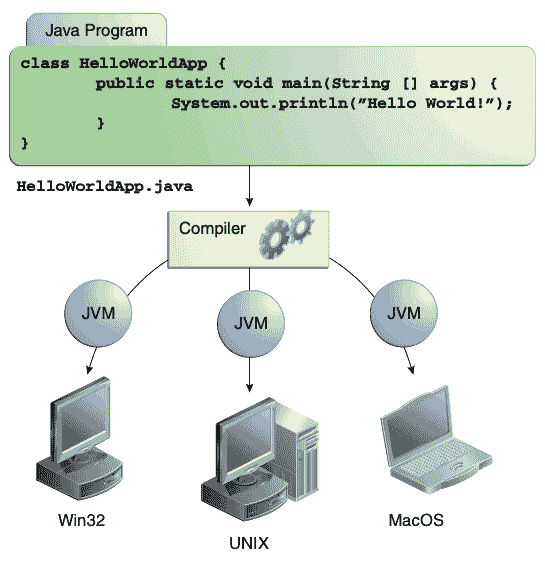 Java Program
class HelloWorldApp {
public static void main(String [] args) {
System.out.println(”Hello World!”);
}
}
HelloWorldApp.java
Compiler
JVM
JVM
JVM
Win32
UNIX
MacOS